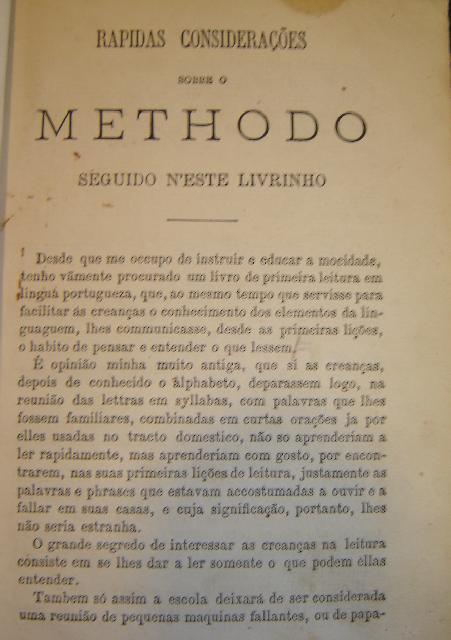 RAPIDAS CONSIDERAÇÕES
SOBRE O
METHODO
SEGUIDO N'ESTE LIVRINHO
Desde que me occupo de instruir e educar a mocidade,
tenho vãmente procurado um livro de primeira leitura em
lingua portugueza, que, ao mesmo tempo que servisse para
facilitar ás creanças o conhecimento dos elementos da lin-
guaguem, lhes communicasse, desde as primeiras lições,
o habito de pensar e entender o que lessem.
É opinião minha muito antiga, que si as creanças,
depois de conhecido o alphabeto, deparassem logo, na
reunião das lettras em syllabas, com palavras que lhes
fossem familiares, combinadas em curtas orações ja por
elles usadas no tracto domestico, não so aprenderiam a
ler rapidamente, mas aprenderiam com gosto, por encon-
trarem, nas suas primeiras lições de leitura, justamente as
palavras e phrases que estavam accostumadas a ouvir e a
fallar em suas casas, e cuja significação, portanto, lhes
não seria estranha.
O grande segredo de interessar as creanças na leitura
consiste em se lhes dar a ler somente o que podem ellas
entender.
Tambem só assim a escola deixará de ser considerada
uma reunião de pequenas maquinas fallantes, ou de papa-